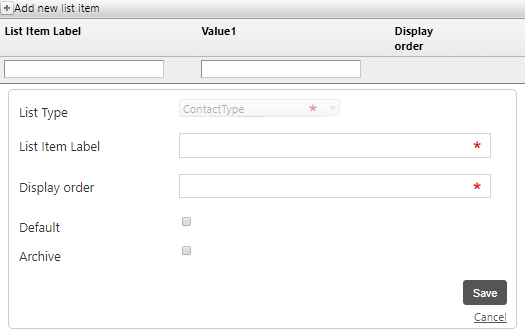 Add new list item
List Item Label Value1 Display order
List Type ContactType *
List Item Label *
Display order *
Default
Archive
Save
Cancel